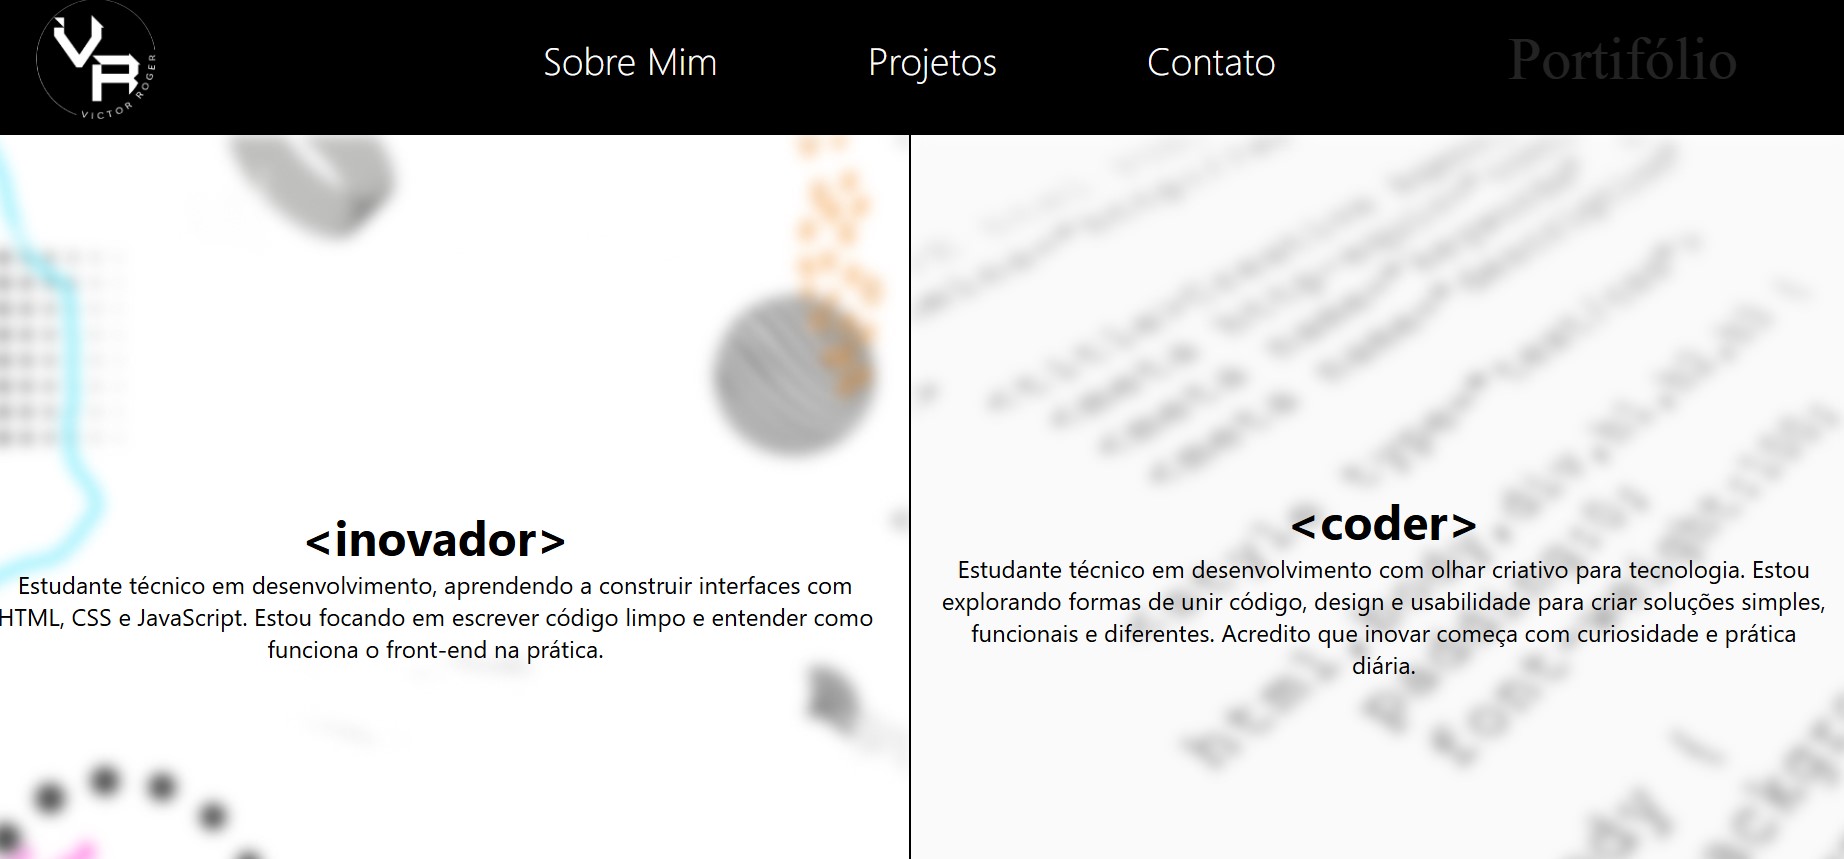 VR
VICTOR ROGER
Sobre Mim
Projetos
Contato
Portifólio
<inovador>
Estudante técnico em desenvolvimento, aprendendo a construir interfaces com
HTML, CSS e JavaScript. Estou focando em escrever código limpo e entender como
funciona o front-end na prática.
<coder>
Estudante técnico em desenvolvimento com olhar criativo para tecnologia. Estou
explorando formas de unir código, design e usabilidade para criar soluções simples,
funcionais e diferentes. Acredito que inovar começa com curiosidade e prática
diária.